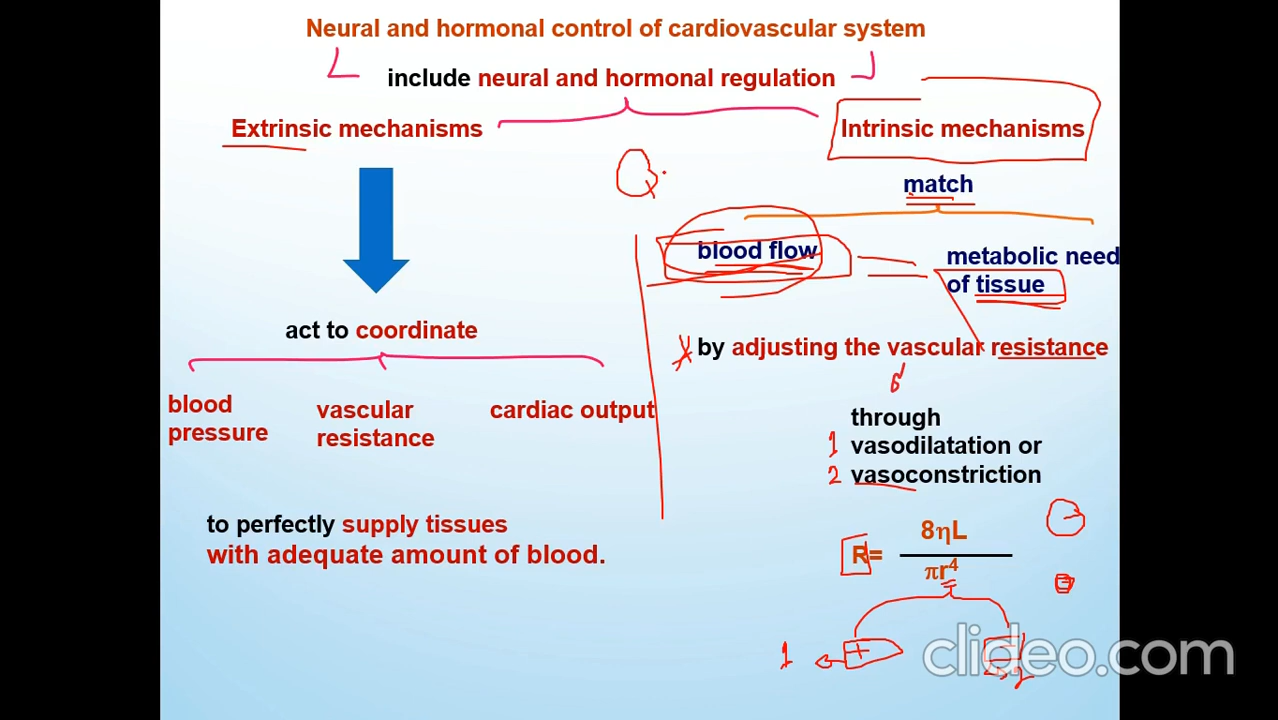 Neural and hormonal control of cardiovascular system
include neural and hormonal regulation
Extrinsic mechanisms
Intrinsic mechanisms
Q
match
blood flow
metabolic need
of tissue
act to coordinate
by adjusting the vascular resistance
blood
pressure
vascular
resistance
cardiac output
through
1 vasodilatation or
2 vasoconstriction
to perfectly supply tissues
with adequate amount of blood.
R= 8ηL
πr⁴
1 +
2
clideo.com